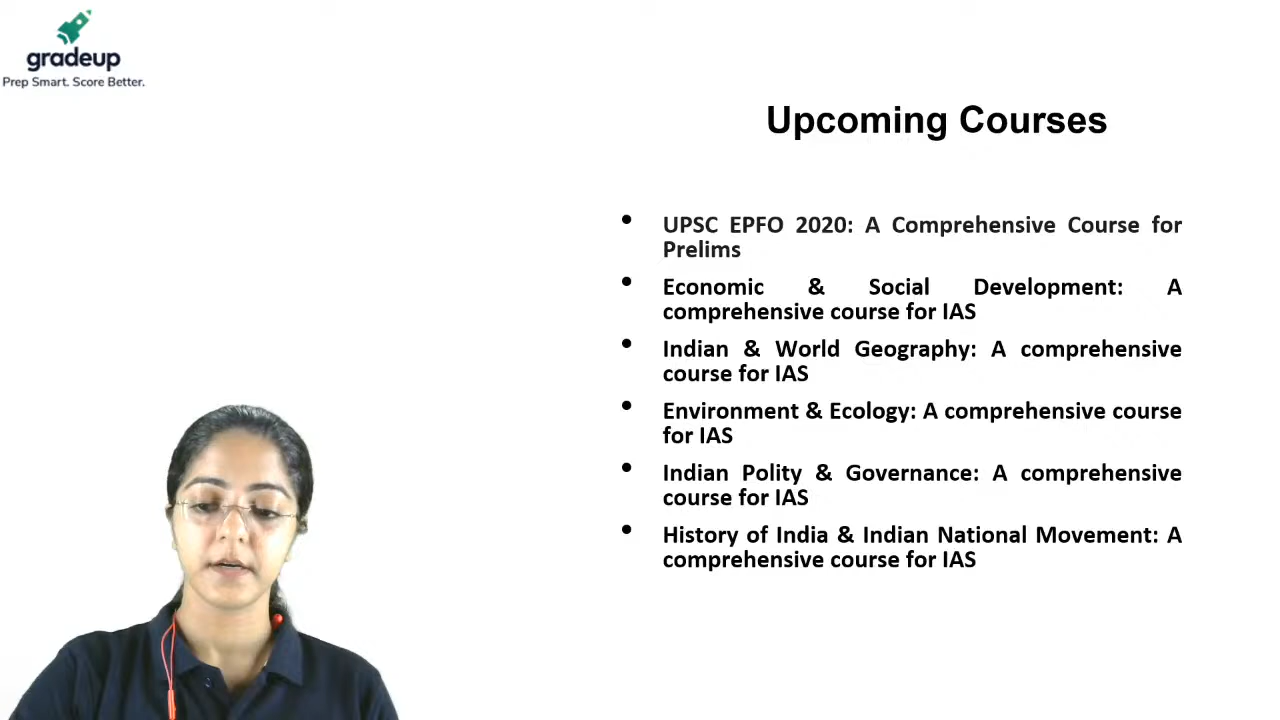 gradeup
Prep Smart. Score Better.
Upcoming Courses
• UPSC EPFO 2020: A Comprehensive Course for
Prelims
• Economic & Social Development: A
comprehensive course for IAS
• Indian & World Geography: A comprehensive
course for IAS
• Environment & Ecology: A comprehensive course
for IAS
• Indian Polity & Governance: A comprehensive
course for IAS
• History of India & Indian National Movement: A
comprehensive course for IAS